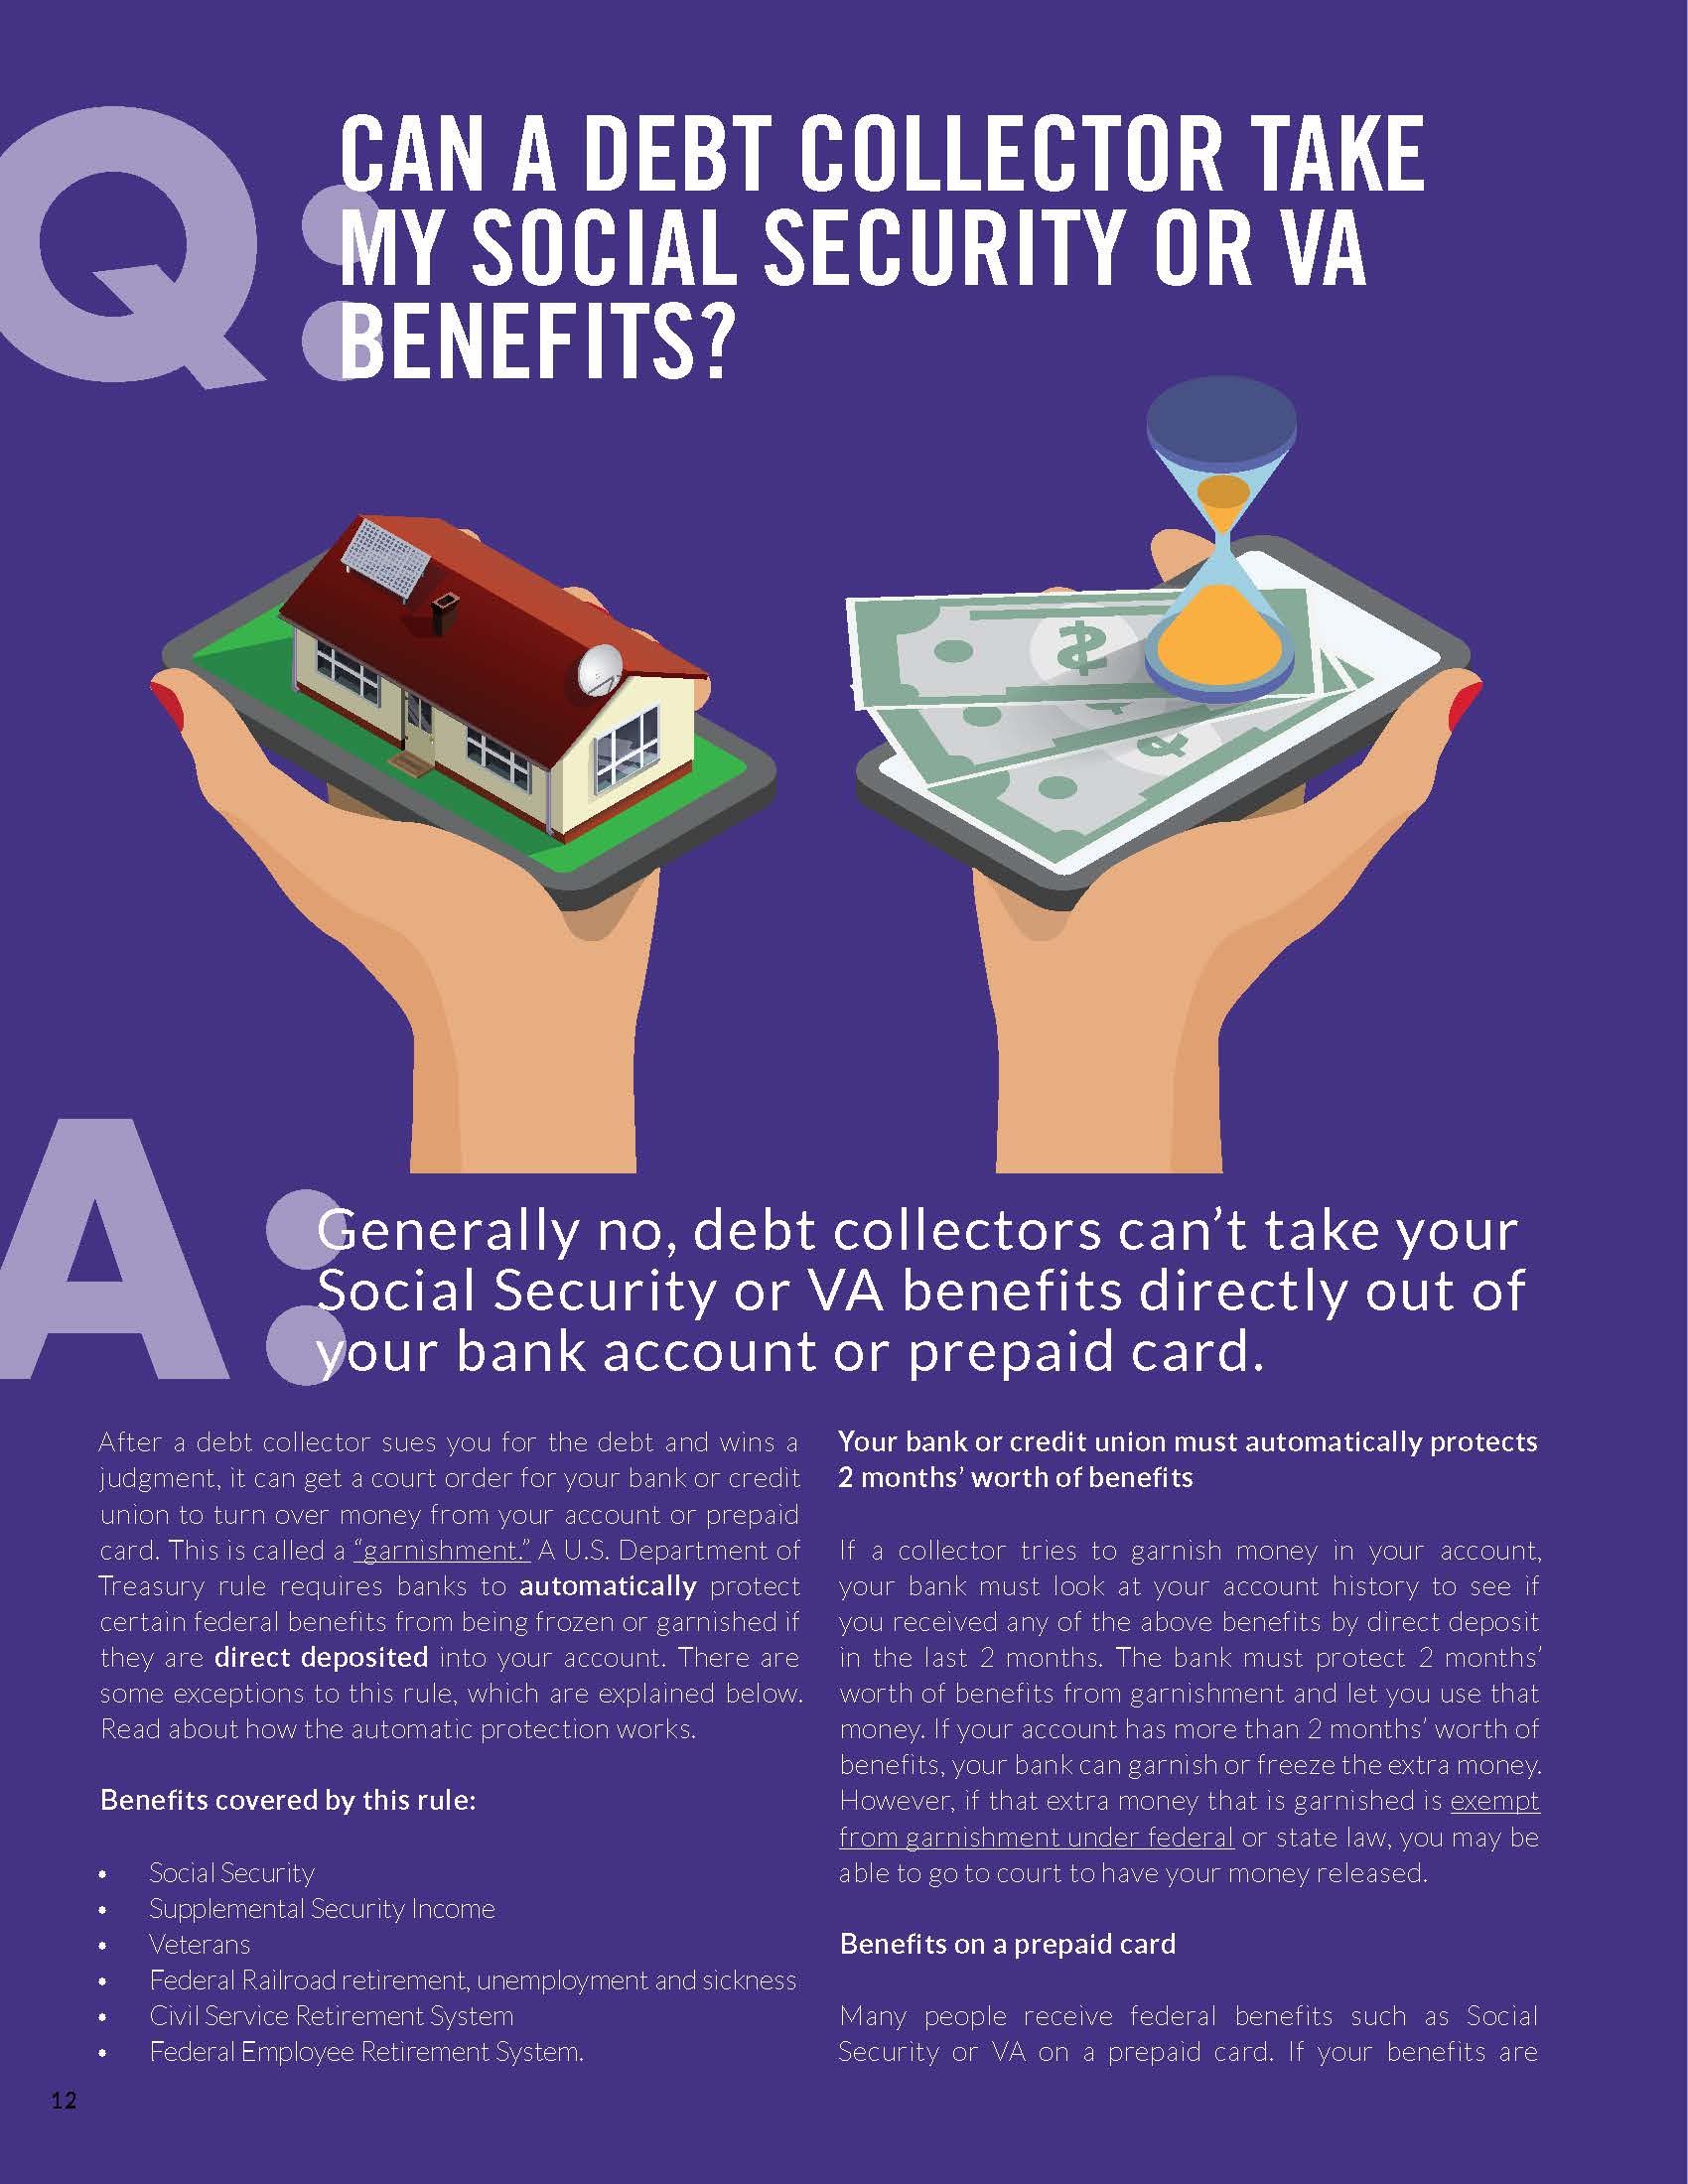 Q:
CAN A DEBT COLLECTOR TAKE
MY SOCIAL SECURITY OR VA
BENEFITS?
A:
Generally no, debt collectors can’t take your
Social Security or VA benefits directly out of
your bank account or prepaid card.
After a debt collector sues you for the debt and wins a
judgment, it can get a court order for your bank or credit
union to turn over money from your account or prepaid
card. This is called a “garnishment.” A U.S. Department of
Treasury rule requires banks to automatically protect
certain federal benefits from being frozen or garnished if
they are direct deposited into your account. There are
some exceptions to this rule, which are explained below.
Read about how the automatic protection works.
Benefits covered by this rule:
• Social Security
• Supplemental Security Income
• Veterans
• Federal Railroad retirement, unemployment and sickness
• Civil Service Retirement System
• Federal Employee Retirement System.
Your bank or credit union must automatically protects
2 months’ worth of benefits
If a collector tries to garnish money in your account,
your bank must look at your account history to see if
you received any of the above benefits by direct deposit
in the last 2 months. The bank must protect 2 months’
worth of benefits from garnishment and let you use that
money. If your account has more than 2 months’ worth of
benefits, your bank can garnish or freeze the extra money.
However, if that extra money that is garnished is exempt
from garnishment under federal or state law, you may be
able to go to court to have your money released.
Benefits on a prepaid card
Many people receive federal benefits such as Social
Security or VA on a prepaid card. If your benefits are
12